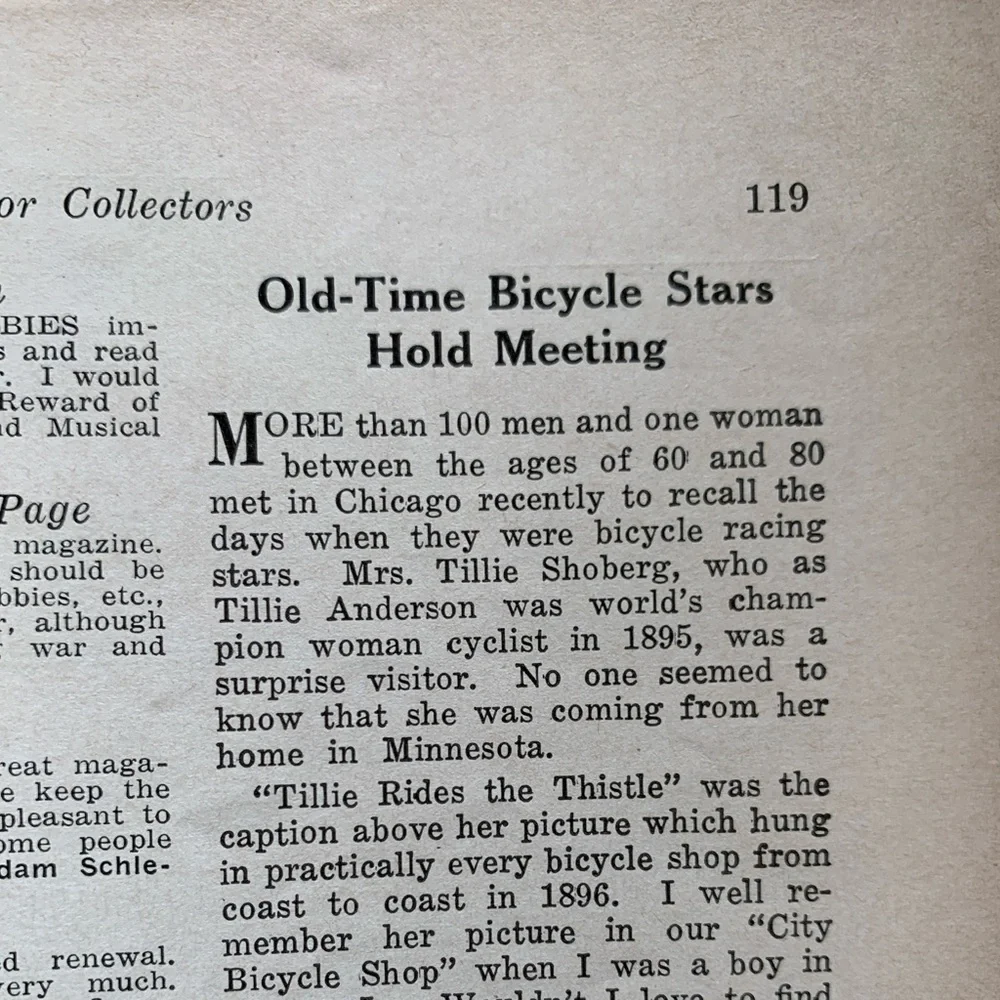 or Collectors
119
BIES im-
s and read
r. I would
Reward of
nd Musical
Page
magazine.
should be
bbies, etc.,
r, although
war and
reat maga-
e keep the
pleasant to
ome people
dam Schle-
d renewal.
very much.
Old-Time Bicycle Stars
Hold Meeting
MORE than 100 men and one woman
between the ages of 60 and 80
met in Chicago recently to recall the
days when they were bicycle racing
stars. Mrs. Tillie Shoberg, who as
Tillie Anderson was world's cham-
pion woman cyclist in 1895, was a
surprise visitor. No one seemed to
know that she was coming from her
home in Minnesota.
"Tillie Rides the Thistle" was the
caption above her picture which hung
in practically every bicycle shop from
coast to coast in 1896. I well re-
member her picture in our "City
Bicycle Shop" when I was a boy in
Wouldn't I love to find